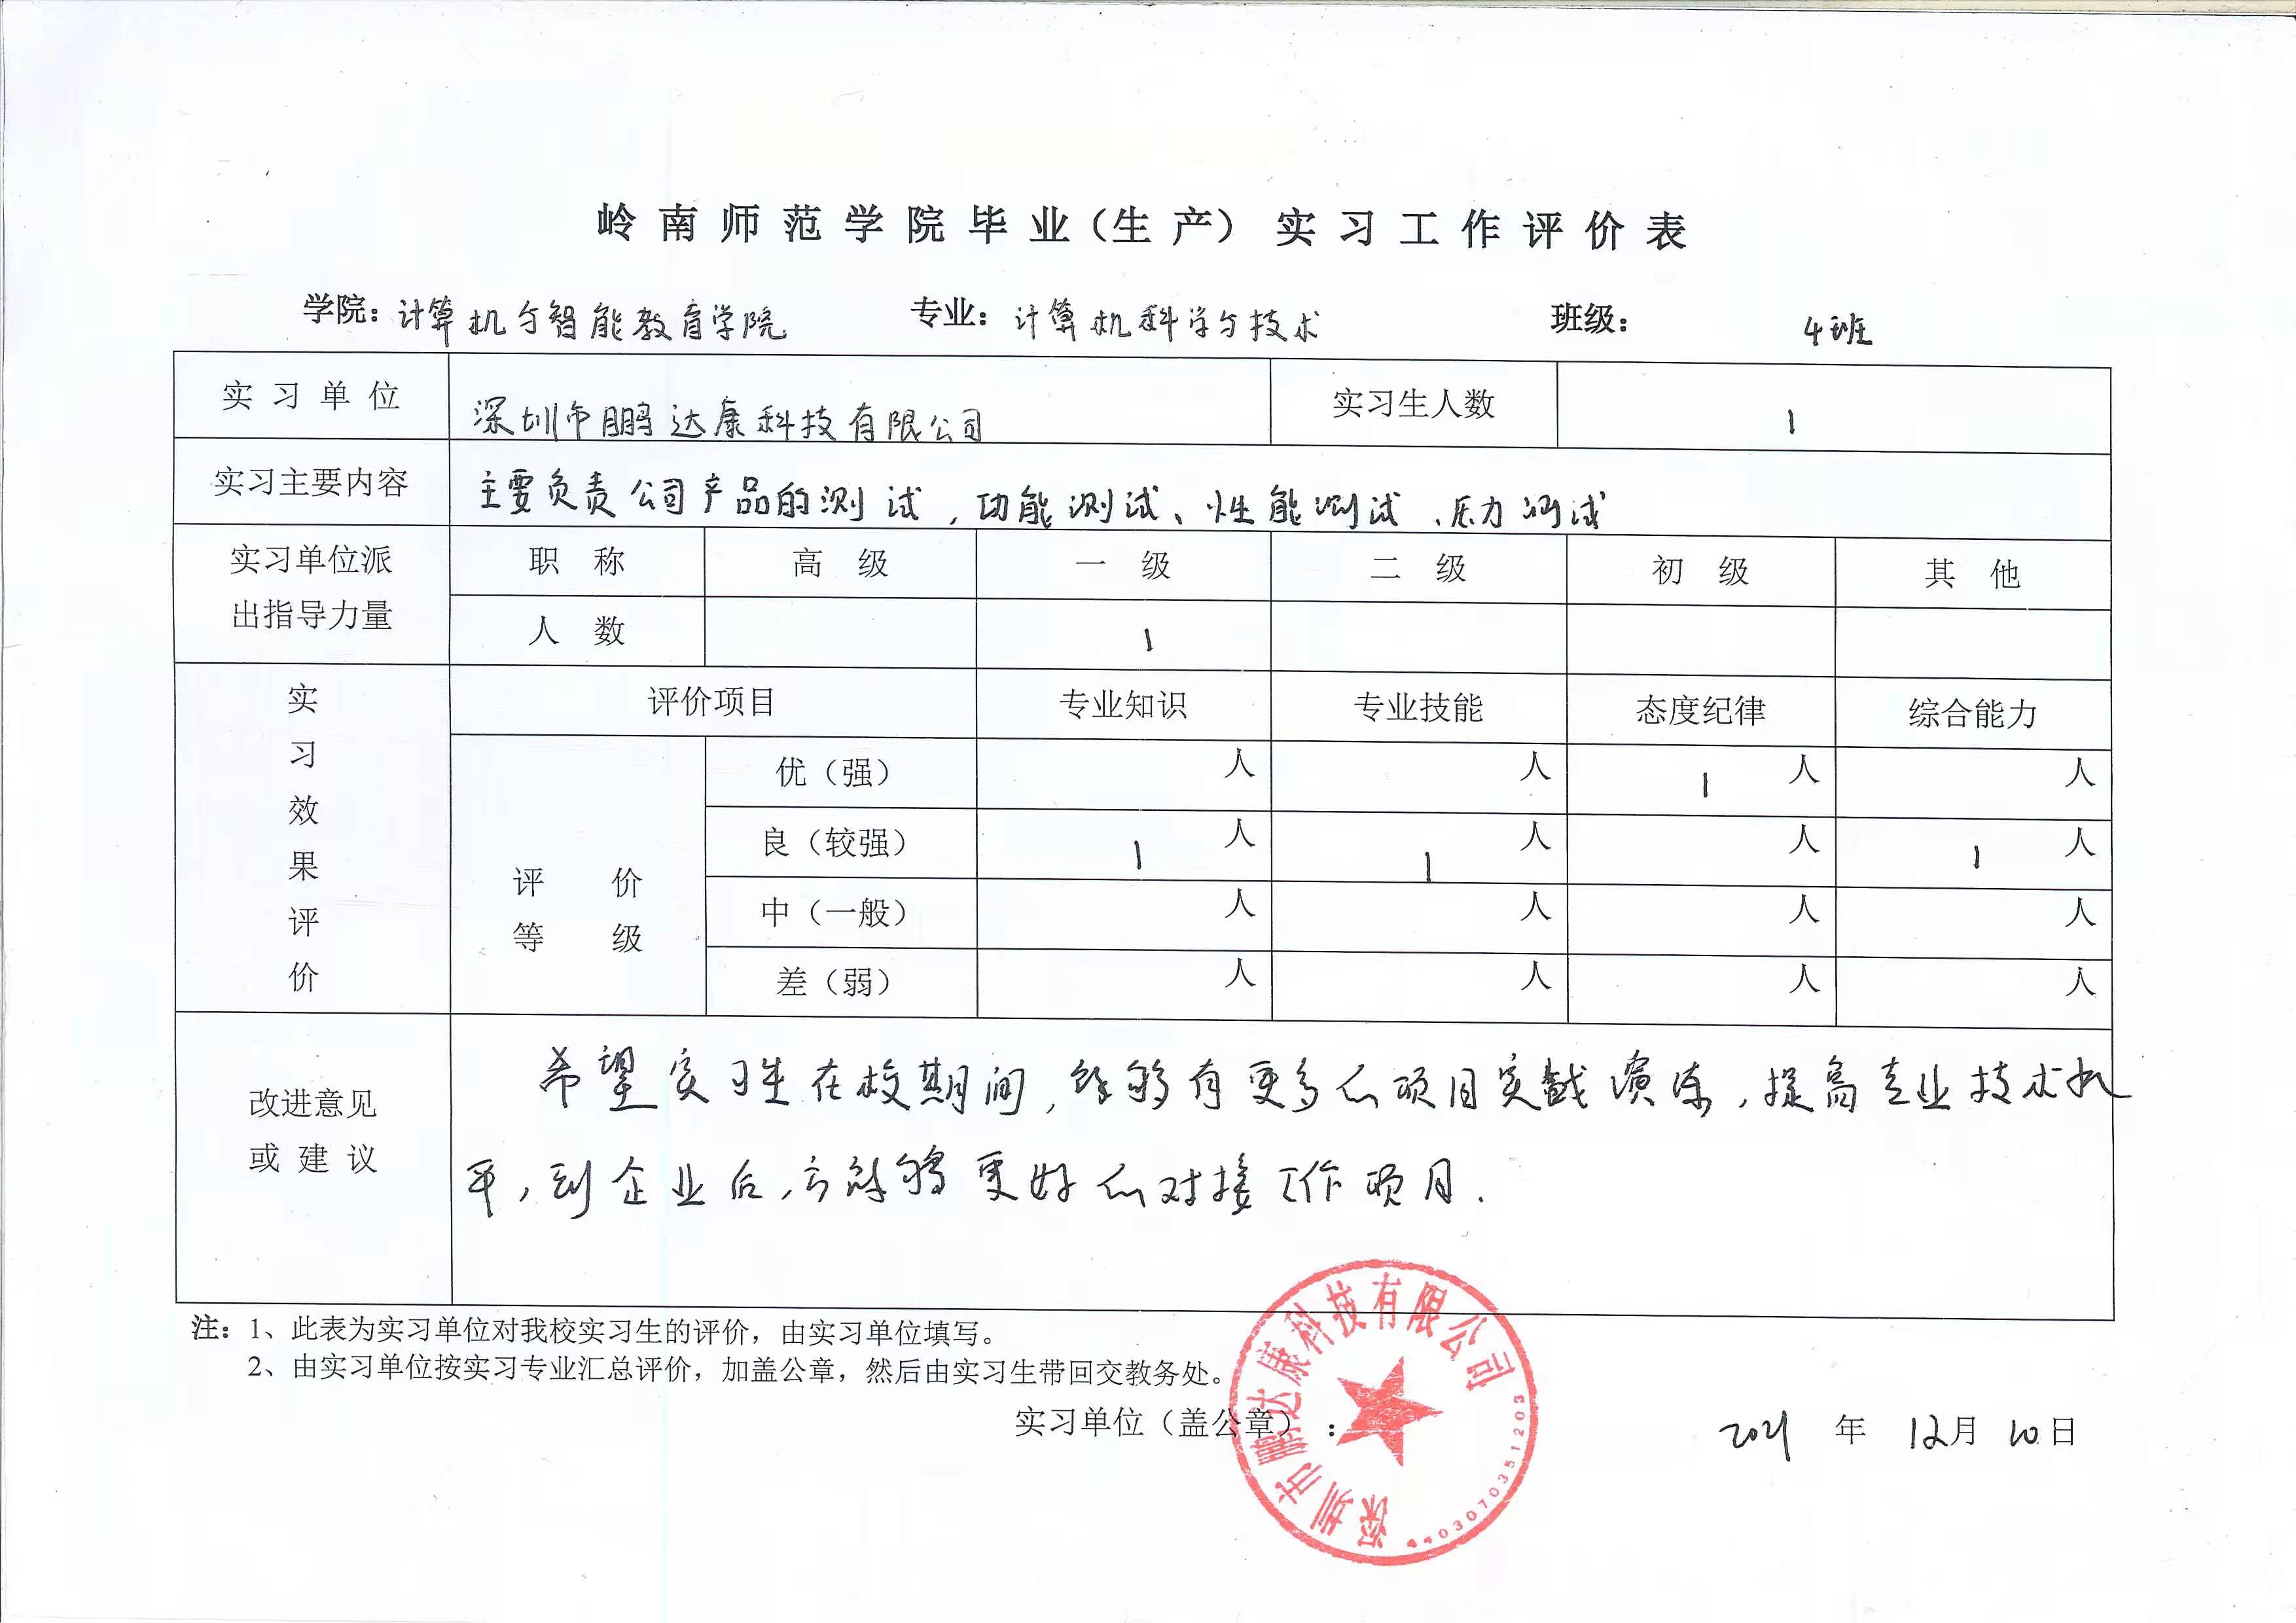 岭南师范学院毕业（生产）实习工作评价表
学院：计算机与智能教育学院 专业：计算机科学与技术 班级：4班
实习单位 深圳市鹏达康科技有限公司 实习生人数 1
实习主要内容 主要负责公司产品的测试，功能测试、性能测试、压力测试
实习单位派出指导力量 职称 高级 一级 二级 初级 其他
人数 1
实习效果评价 评价项目 专业知识 专业技能 态度纪律 综合能力
评价等级 优（强） 人 人 1人 人
良（较强） 1人 1人 人 1人
中（一般） 人 人 人 人
差（弱） 人 人 人 人
改进意见或建议
希望实习生在校期间，能够有更多的项目实战演练，提高专业技术水
平，到企业后，方能够更好的对接工作项目.
注：1、此表为实习单位对我校实习生的评价，由实习单位填写。
2、由实习单位按实习专业汇总评价，加盖公章，然后由实习生带回交教务处。
实习单位（盖公章）： 2021年12月10日
深圳市鹏达康科技有限公司
4403070351203